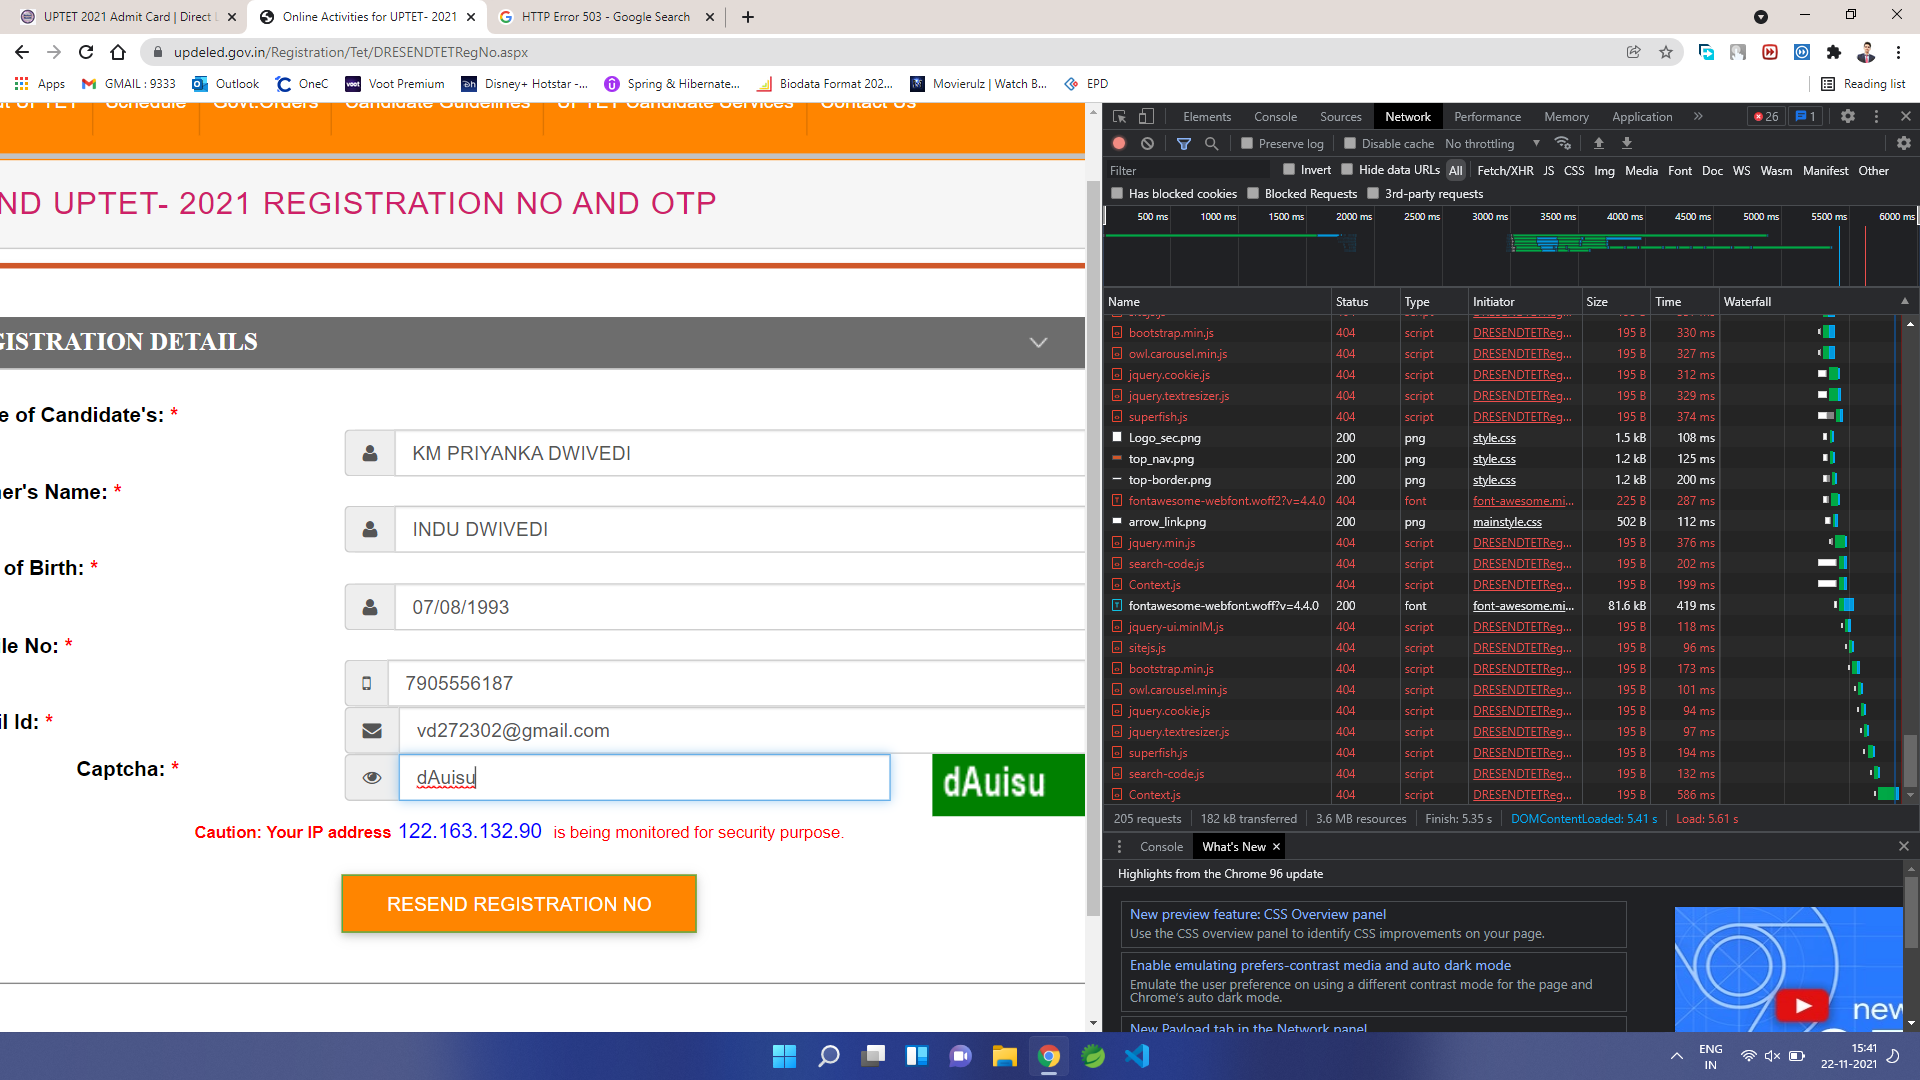 UPTET 2021 Admit Card | Direct
Online Activities for UPTET- 2021
HTTP Error 503 - Google Search
updeled.gov.in/Registration/Tet/DRESENDTETRegNo.aspx
Apps
GMAIL : 9333
Outlook
OneC
Voot Premium
Disney+ Hotstar -...
Spring & Hibernate...
Biodata Format 202...
Movierulz | Watch B...
EPD
Reading list
Schedule
Govt.Orders
Candidate Guidelines
UPTET Candidate Services
Contact Us
ND UPTET- 2021 REGISTRATION NO AND OTP
GISTRATION DETAILS
e of Candidate's: *
KM PRIYANKA DWIVEDI
er's Name: *
INDU DWIVEDI
of Birth: *
07/08/1993
le No: *
7905556187
il Id: *
vd272302@gmail.com
Captcha: *
dAuisu
dAuisu
Caution: Your IP address 122.163.132.90 is being monitored for security purpose.
RESEND REGISTRATION NO
Elements Console Sources Network Performance Memory Application » 26 1
Preserve log Disable cache No throttling
Filter Invert Hide data URLs All Fetch/XHR JS CSS Img Media Font Doc WS Wasm Manifest Other
Has blocked cookies Blocked Requests 3rd-party requests
500 ms 1000 ms 1500 ms 2000 ms 2500 ms 3000 ms 3500 ms 4000 ms 4500 ms 5000 ms 5500 ms 6000 ms
Name Status Type Initiator Size Time Waterfall
bootstrap.min.js 404 script DRESENDTETReg... 195 B 330 ms
owl.carousel.min.js 404 script DRESENDTETReg... 195 B 327 ms
jquery.cookie.js 404 script DRESENDTETReg... 195 B 312 ms
jquery.textresizer.js 404 script DRESENDTETReg... 195 B 329 ms
superfish.js 404 script DRESENDTETReg... 195 B 374 ms
Logo_sec.png 200 png style.css 1.5 kB 108 ms
top_nav.png 200 png style.css 1.2 kB 125 ms
top-border.png 200 png style.css 1.2 kB 200 ms
fontawesome-webfont.woff2?v=4.4.0 404 font font-awesome.mi... 225 B 287 ms
arrow_link.png 200 png mainstyle.css 502 B 112 ms
jquery.min.js 404 script DRESENDTETReg... 195 B 376 ms
search-code.js 404 script DRESENDTETReg... 195 B 202 ms
Context.js 404 script DRESENDTETReg... 195 B 199 ms
fontawesome-webfont.woff?v=4.4.0 200 font font-awesome.mi... 81.6 kB 419 ms
jquery-ui.minIM.js 404 script DRESENDTETReg... 195 B 118 ms
sitejs.js 404 script DRESENDTETReg... 195 B 96 ms
bootstrap.min.js 404 script DRESENDTETReg... 195 B 173 ms
owl.carousel.min.js 404 script DRESENDTETReg... 195 B 101 ms
jquery.cookie.js 404 script DRESENDTETReg... 195 B 94 ms
jquery.textresizer.js 404 script DRESENDTETReg... 195 B 97 ms
superfish.js 404 script DRESENDTETReg... 195 B 194 ms
search-code.js 404 script DRESENDTETReg... 195 B 132 ms
Context.js 404 script DRESENDTETReg... 195 B 586 ms
205 requests 182 kB transferred 3.6 MB resources Finish: 5.35 s DOMContentLoaded: 5.41 s Load: 5.61 s
Console What's New
Highlights from the Chrome 96 update
New preview feature: CSS Overview panel
Use the CSS overview panel to identify CSS improvements on your page.
Enable emulating prefers-contrast media and auto dark mode
Emulate the user preference on using a different contrast mode for the page and
Chrome's auto dark mode.
New Payload tab in the Network panel
new
ENG
IN
15:41
22-11-2021